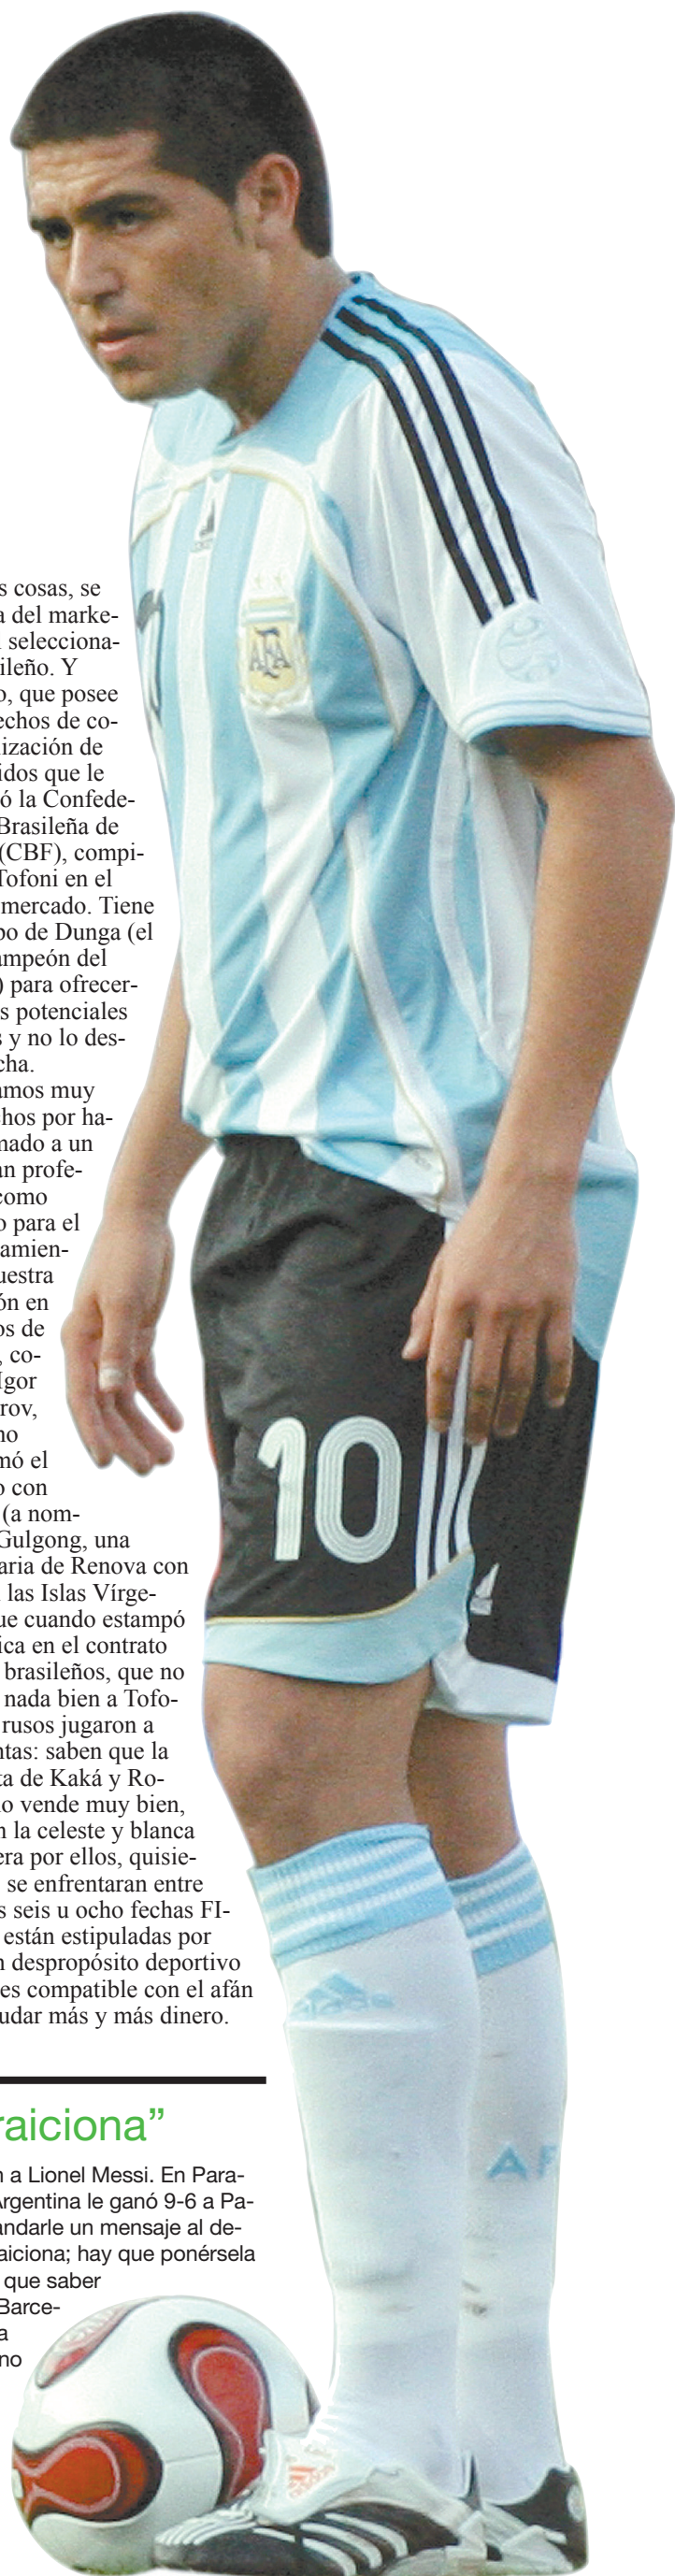 s cosas, se
a del marke-
selecciona-
ileño. Y
o, que posee
echos de co-
ización de
idos que le
ó la Confede-
Brasileña de
(CBF), compi-
Tofoni en el
mercado. Tiene
po de Dunga (el
ampeón del
) para ofrecer-
s potenciales
s y no lo des-
cha.
amos muy
chos por ha-
mado a un
an profe-
como
o para el
amien-
uestra
ón en
os de
, co-
Igor
rov,
no
mó el
o con
(a nom-
Gulgong, una
aria de Renova con
las Islas Vírge-
ue cuando estampó
ica en el contrato
brasileños, que no
nada bien a Tofo-
rusos jugaron a
ntas: saben que la
ta de Kaká y Ro-
o vende muy bien,
n la celeste y blanca
era por ellos, quisie-
se enfrentaran entre
s seis u ocho fechas FI-
están estipuladas por
n despropósito deportivo
es compatible con el afán
udar más y más dinero.
raiciona”
n a Lionel Messi. En Para-
Argentina le ganó 9-6 a Pa-
andarle un mensaje al de-
aiciona; hay que ponérsela
que saber
Barce-
a
no
AFA
10
adidas
AF
adidas